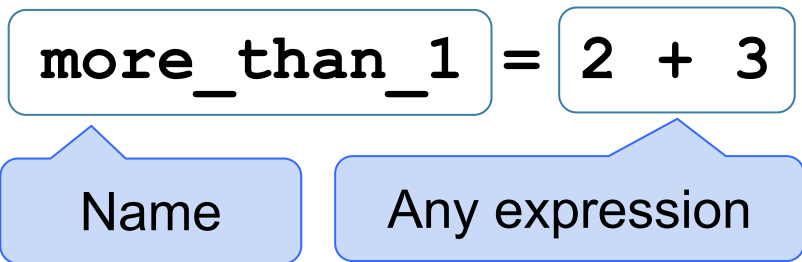 more_than_1 = 2 + 3
Name
Any expression